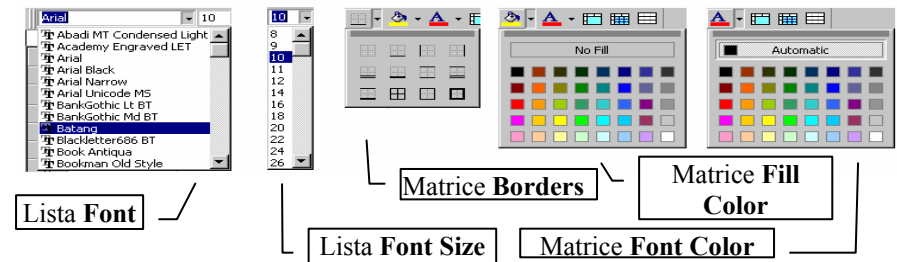 Arial 10
Abadi MT Condensed Light
Academy Engraved LET
Arial
Arial Black
Arial Narrow
Arial Unicode MS
BankGothic Lt BT
BankGothic Md BT
Batang
Blackletter686 BT
Book Antiqua
Bookman Old Style
10
8
9
10
11
12
14
16
18
20
22
24
26
No Fill
Automatic
Lista Font
Lista Font Size
Matrice Borders
Matrice Fill
Color
Matrice Font Color